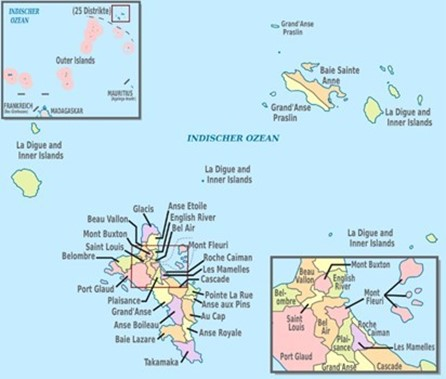 INDISCHER
OZEAN
(25 Distrikte)
Outer Islands
FRANKREICH
MAURITIUS
MADAGASKAR
Grand'Anse
Praslin
Baie Sainte
Anne
Grand'Anse
Praslin
La Digue and
Inner Islands
INDISCHER OZEAN
La Digue and
Inner Islands
La Digue and
Inner Islands
La Digue and
Inner Islands
Glacis
Anse Etoile
English River
Bel Air
Beau Vallon
Mont Buxton
Saint Louis
Belombre
Port Glaud
Plaisance
Grand'Anse
Anse Boileau
Baie Lazare
Takamaka
Mont Fleuri
Roche Caiman
Les Mamelles
Cascade
Pointe La Rue
Anse aux Pins
Au Cap
Anse Royale
Mont Buxton
Beau
Vallon
English
River
Mont
Fleuri
Bel-
ombre
Saint
Louis
Bel
Air
Roche
Caiman
Plai-
sance
Les Mamelles
Port Glaud
Grand'Anse
Cascade